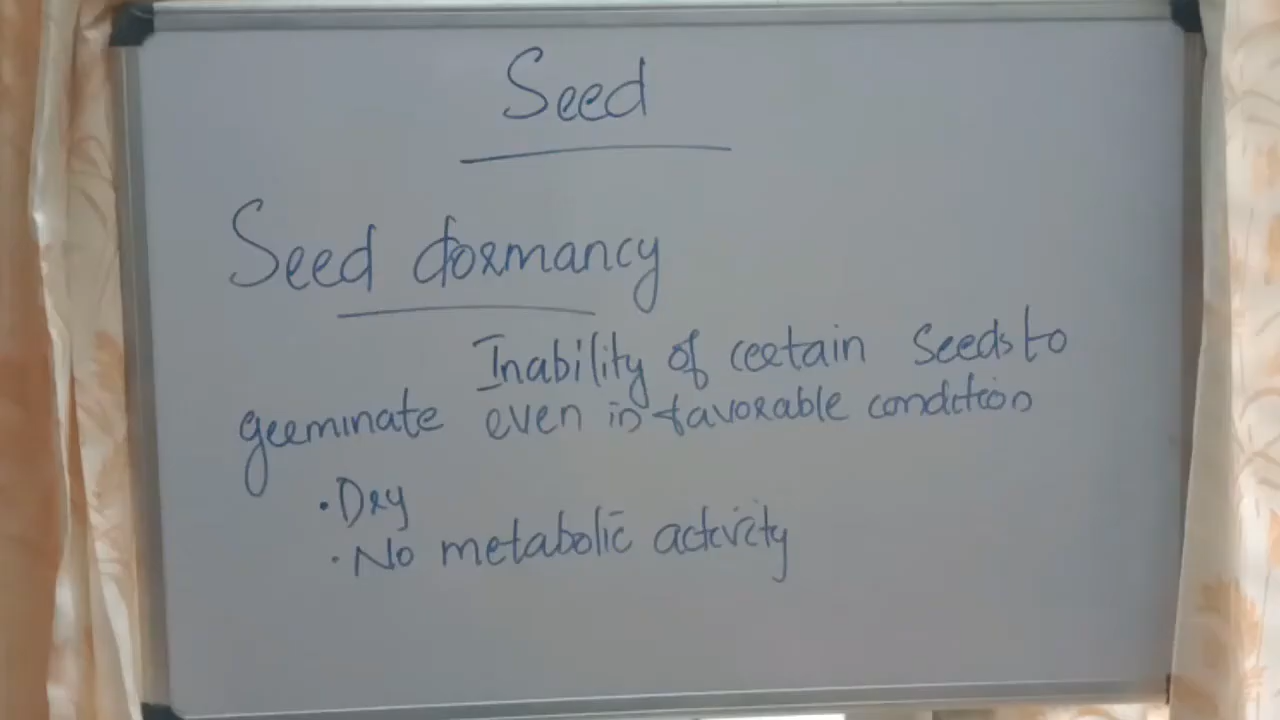 Seed
Seed dormancy
Inability of certain seeds to
germinate even in favorable condition
· Dry
· No metabolic activity